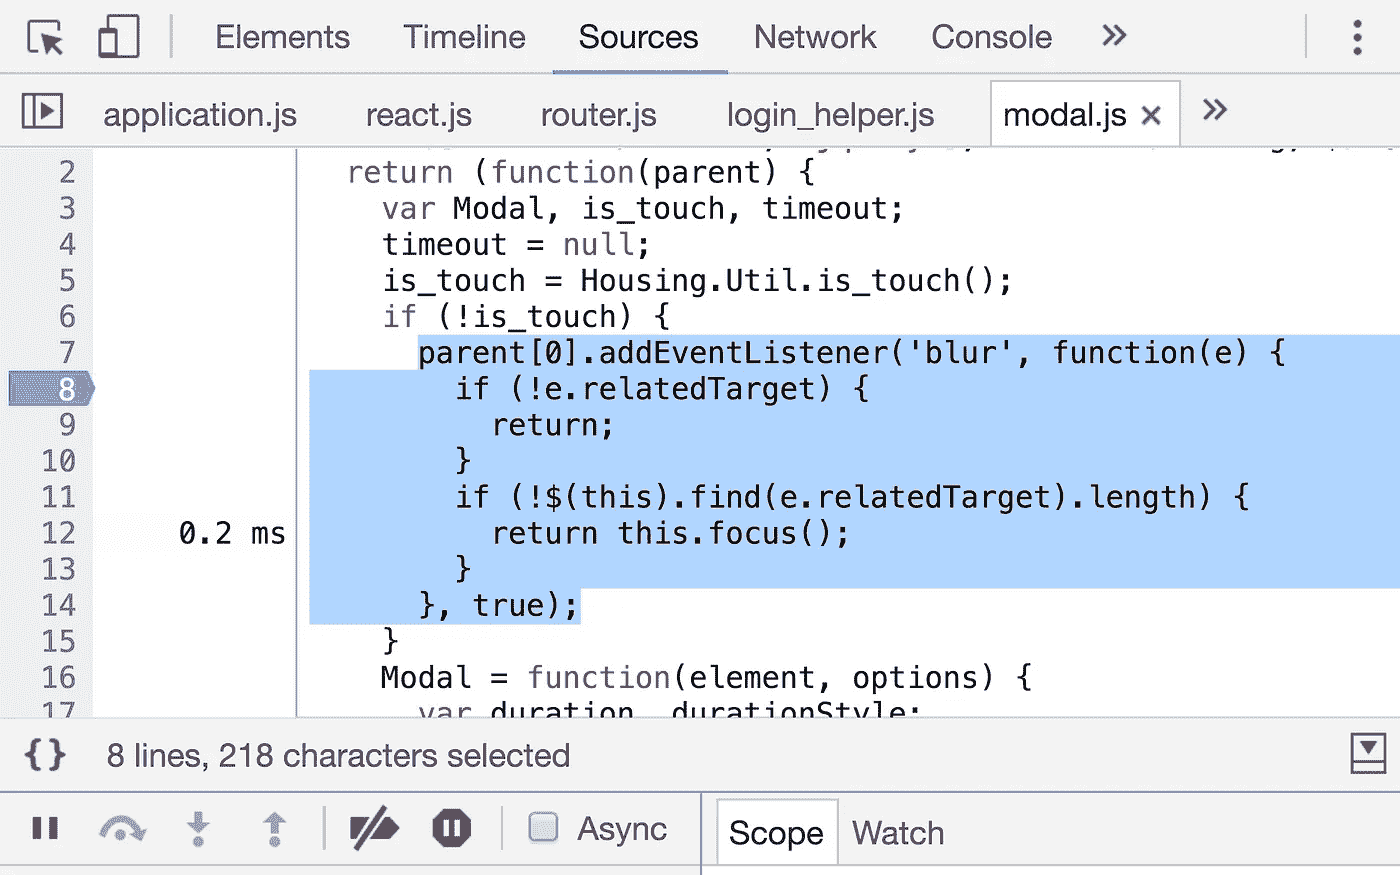 Elements Timeline Sources Network Console »
application.js react.js router.js login_helper.js modal.js × »
2 return (function(parent) {
3 var Modal, is_touch, timeout;
4 timeout = null;
5 is_touch = Housing.Util.is_touch();
6 if (!is_touch) {
7 parent[0].addEventListener('blur', function(e) {
8 if (!e.relatedTarget) {
9 return;
10 }
11 if (!$(this).find(e.relatedTarget).length) {
12 0.2 ms return this.focus();
13 }
14 }, true);
15 }
16 Modal = function(element, options) {
17 var duration, durationStyle;
{} 8 lines, 218 characters selected
Async Scope Watch